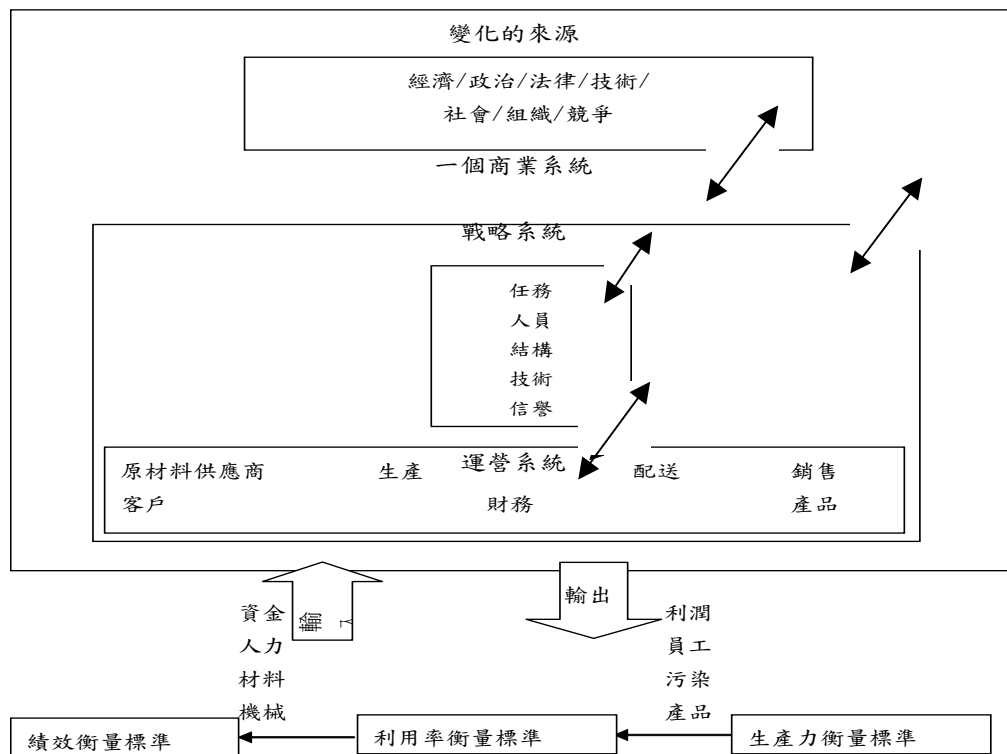 變化的來源
經濟/政治/法律/技術/
社會/組織/競爭
一個商業系統
戰略系統
任務
人員
結構
技術
信譽
運營系統
原材料供應商 生產 配送 銷售
客戶 財務 產品
輸
輸出
資金
人力
材料
機械
利潤
員工
污染
產品
績效衡量標準 利用率衡量標準 生產力衡量標準